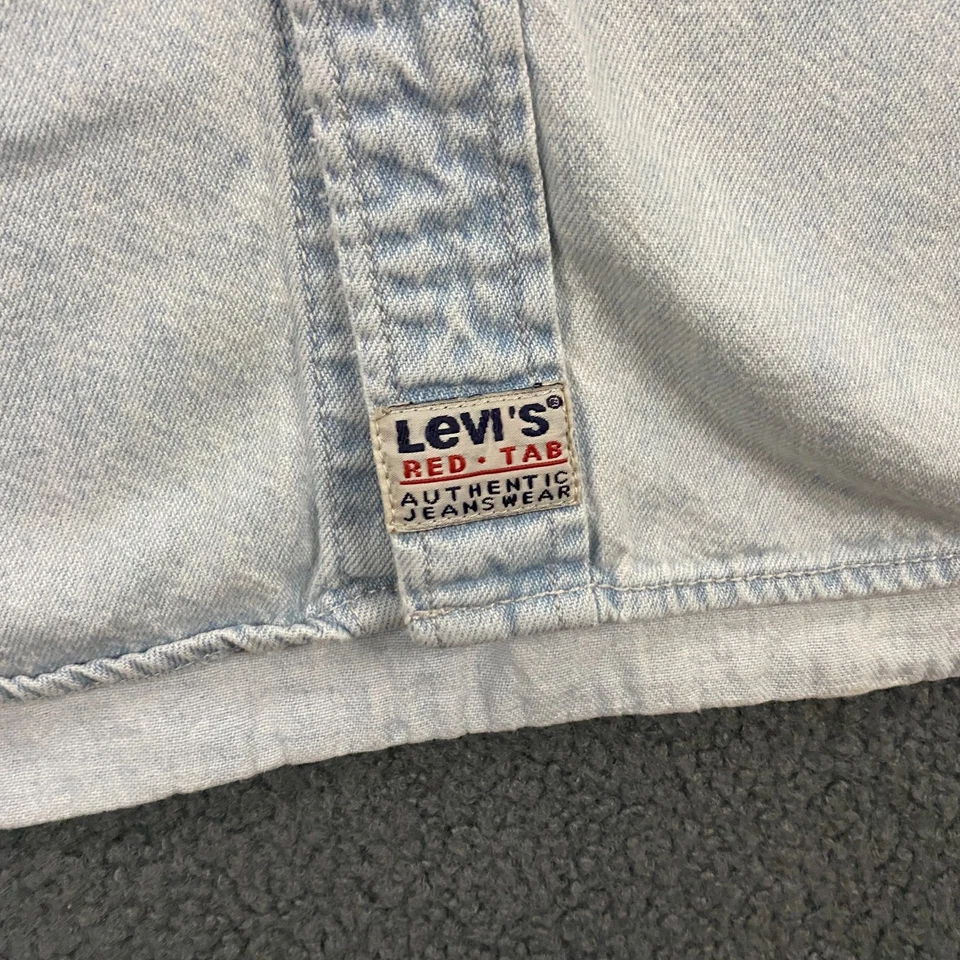 Levi's®
RED • TAB
AUTHENTIC
JEANSWEAR